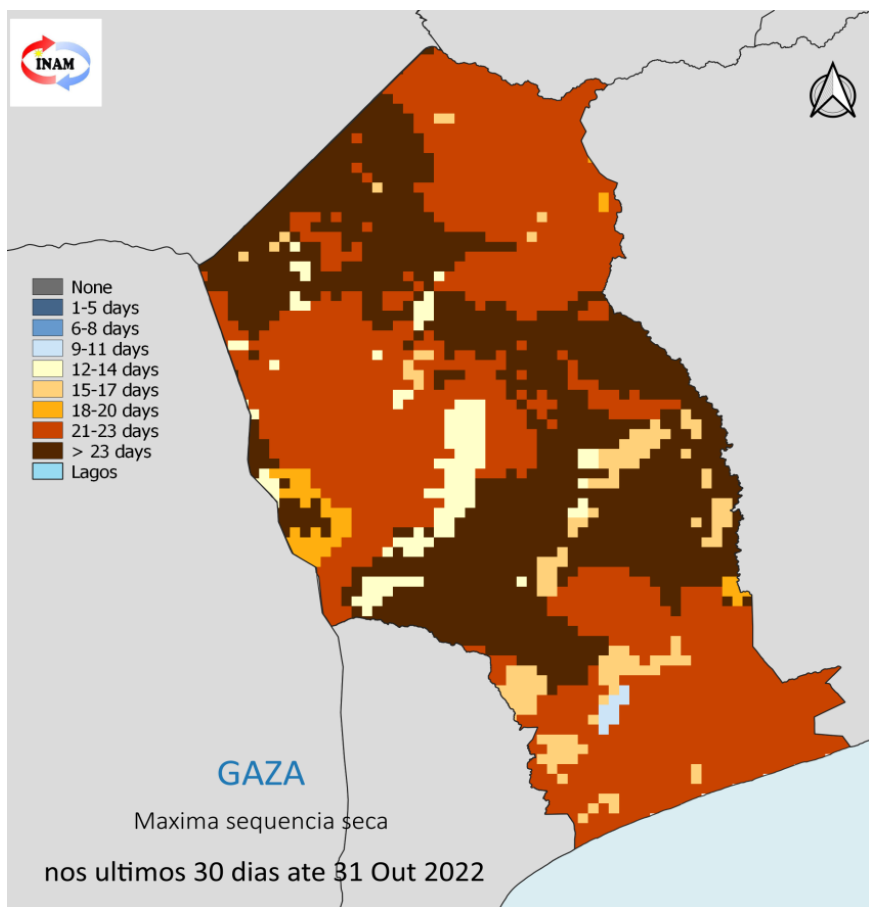 INAM
None
1-5 days
6-8 days
9-11 days
12-14 days
15-17 days
18-20 days
21-23 days
> 23 days
Lagos
GAZA
Maxima sequencia seca
nos ultimos 30 dias ate 31 Out 2022